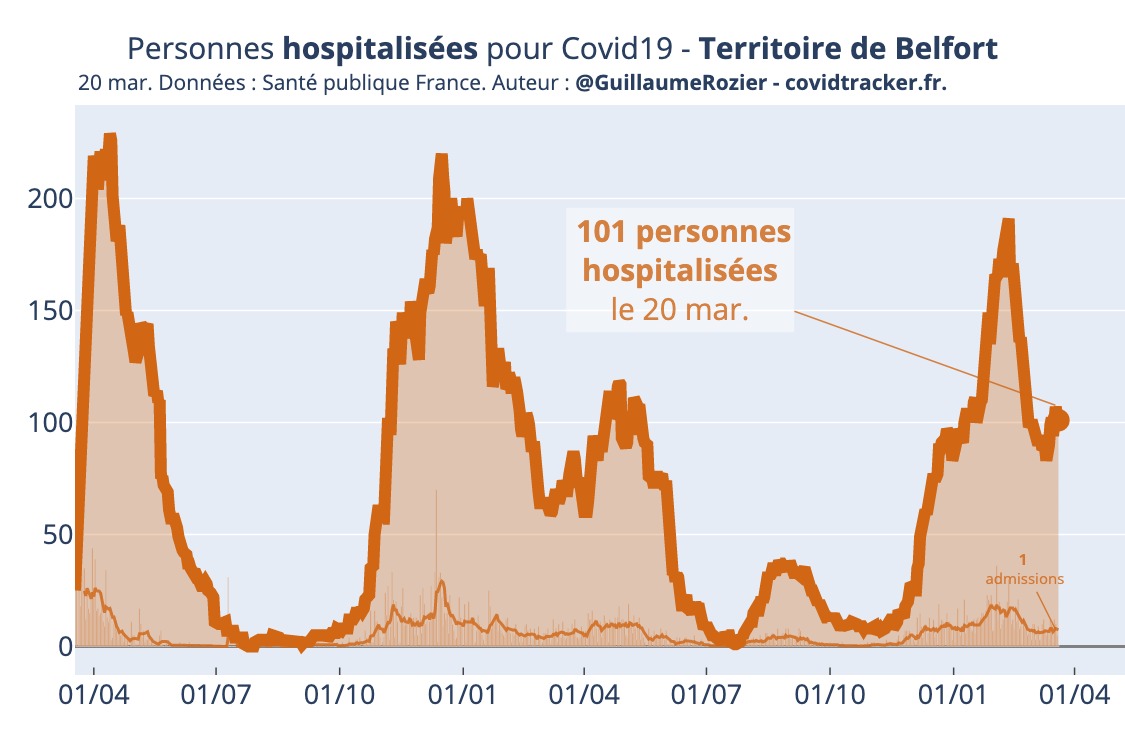 Personnes hospitalisées pour Covid19 - Territoire de Belfort
20 mar. Données : Santé publique France. Auteur : @GuillaumeRozier - covidtracker.fr.
200
150
100
50
0
101 personnes
hospitalisées
le 20 mar.
1
admissions
01/04 01/07 01/10 01/01 01/04 01/07 01/10 01/01 01/04